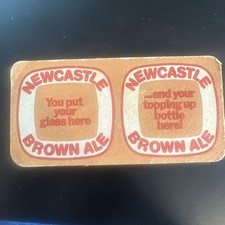 NEWCASTLE
You put
your
glass here
BROWN ALE
NEWCASTLE
...and your
topping up
bottle
here!
BROWN ALE